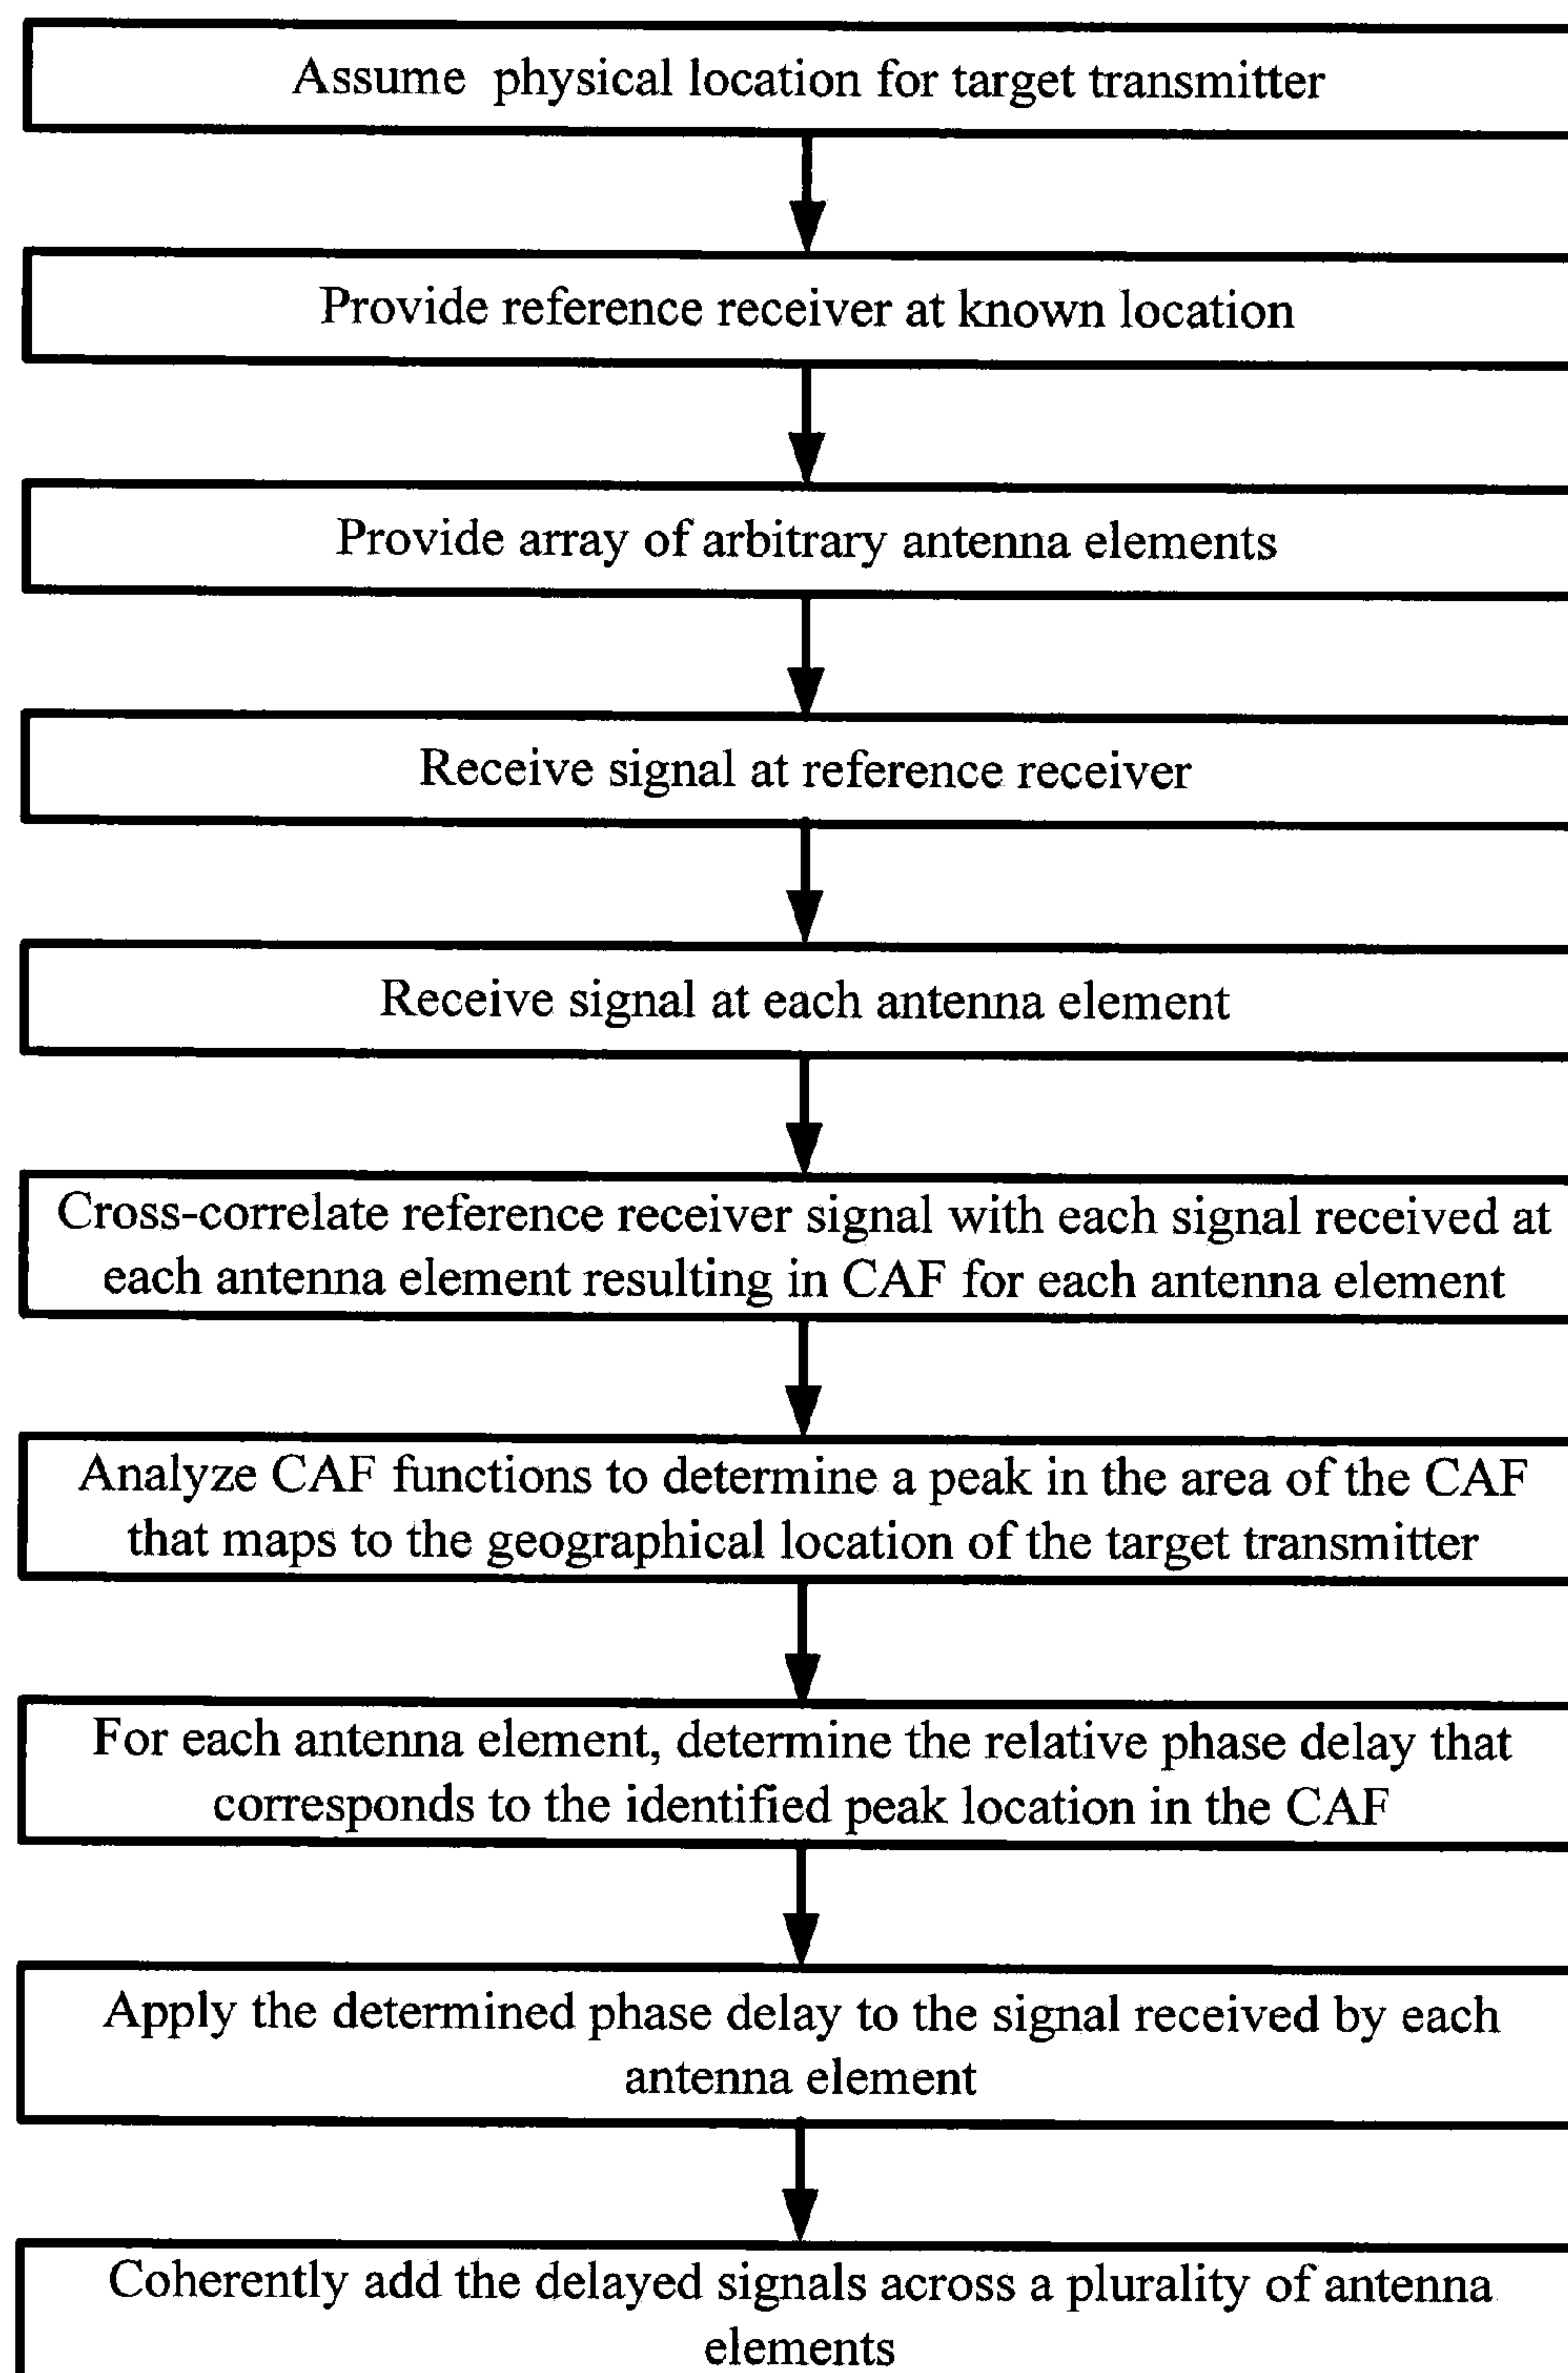 Assume physical location for target transmitter
Provide reference receiver at known location
Provide array of arbitrary antenna elements
Receive signal at reference receiver
Receive signal at each antenna element
Cross-correlate reference receiver signal with each signal received at
each antenna element resulting in CAF for each antenna element
Analyze CAF functions to determine a peak in the area of the CAF
that maps to the geographical location of the target transmitter
For each antenna element, determine the relative phase delay that
corresponds to the identified peak location in the CAF
Apply the determined phase delay to the signal received by each
antenna element
Coherently add the delayed signals across a plurality of antenna
elements